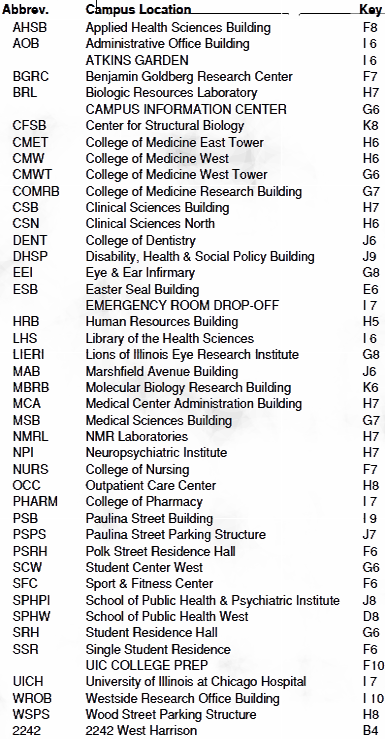 Abbrev. Campus Location Key
AHSB Applied Health Sciences Building F8
AOB Administrative Office Building I 6
ATKINS GARDEN I 6
BGRC Benjamin Goldberg Research Center F7
BRL Biologic Resources Laboratory H7
CAMPUS INFORMATION CENTER G6
CFSB Center for Structural Biology K8
CMET College of Medicine East Tower H6
CMW College of Medicine West H6
CMWT College of Medicine West Tower G6
COMRB College of Medicine Research Building G7
CSB Clinical Sciences Building H7
CSN Clinical Sciences North H6
DENT College of Dentistry J6
DHSP Disability, Health & Social Policy Building J9
EEI Eye & Ear Infirmary G8
ESB Easter Seal Building E6
EMERGENCY ROOM DROP-OFF I 7
HRB Human Resources Building H5
LHS Library of the Health Sciences I 6
LIERI Lions of Illinois Eye Research Institute G8
MAB Marshfield Avenue Building J6
MBRB Molecular Biology Research Building K6
MCA Medical Center Administration Building H7
MSB Medical Sciences Building G7
NMRL NMR Laboratories H7
NPI Neuropsychiatric Institute H7
NURS College of Nursing F7
OCC Outpatient Care Center H8
PHARM College of Pharmacy I 7
PSB Paulina Street Building I 9
PSPS Paulina Street Parking Structure J7
PSRH Polk Street Residence Hall F6
SCW Student Center West G6
SFC Sport & Fitness Center F6
SPHPI School of Public Health & Psychiatric Institute J8
SPHW School of Public Health West D8
SRH Student Residence Hall G6
SSR Single Student Residence F6
UIC COLLEGE PREP F10
UICH University of Illinois at Chicago Hospital I 7
WROB Westside Research Office Building I 10
WSPS Wood Street Parking Structure H8
2242 2242 West Harrison B4